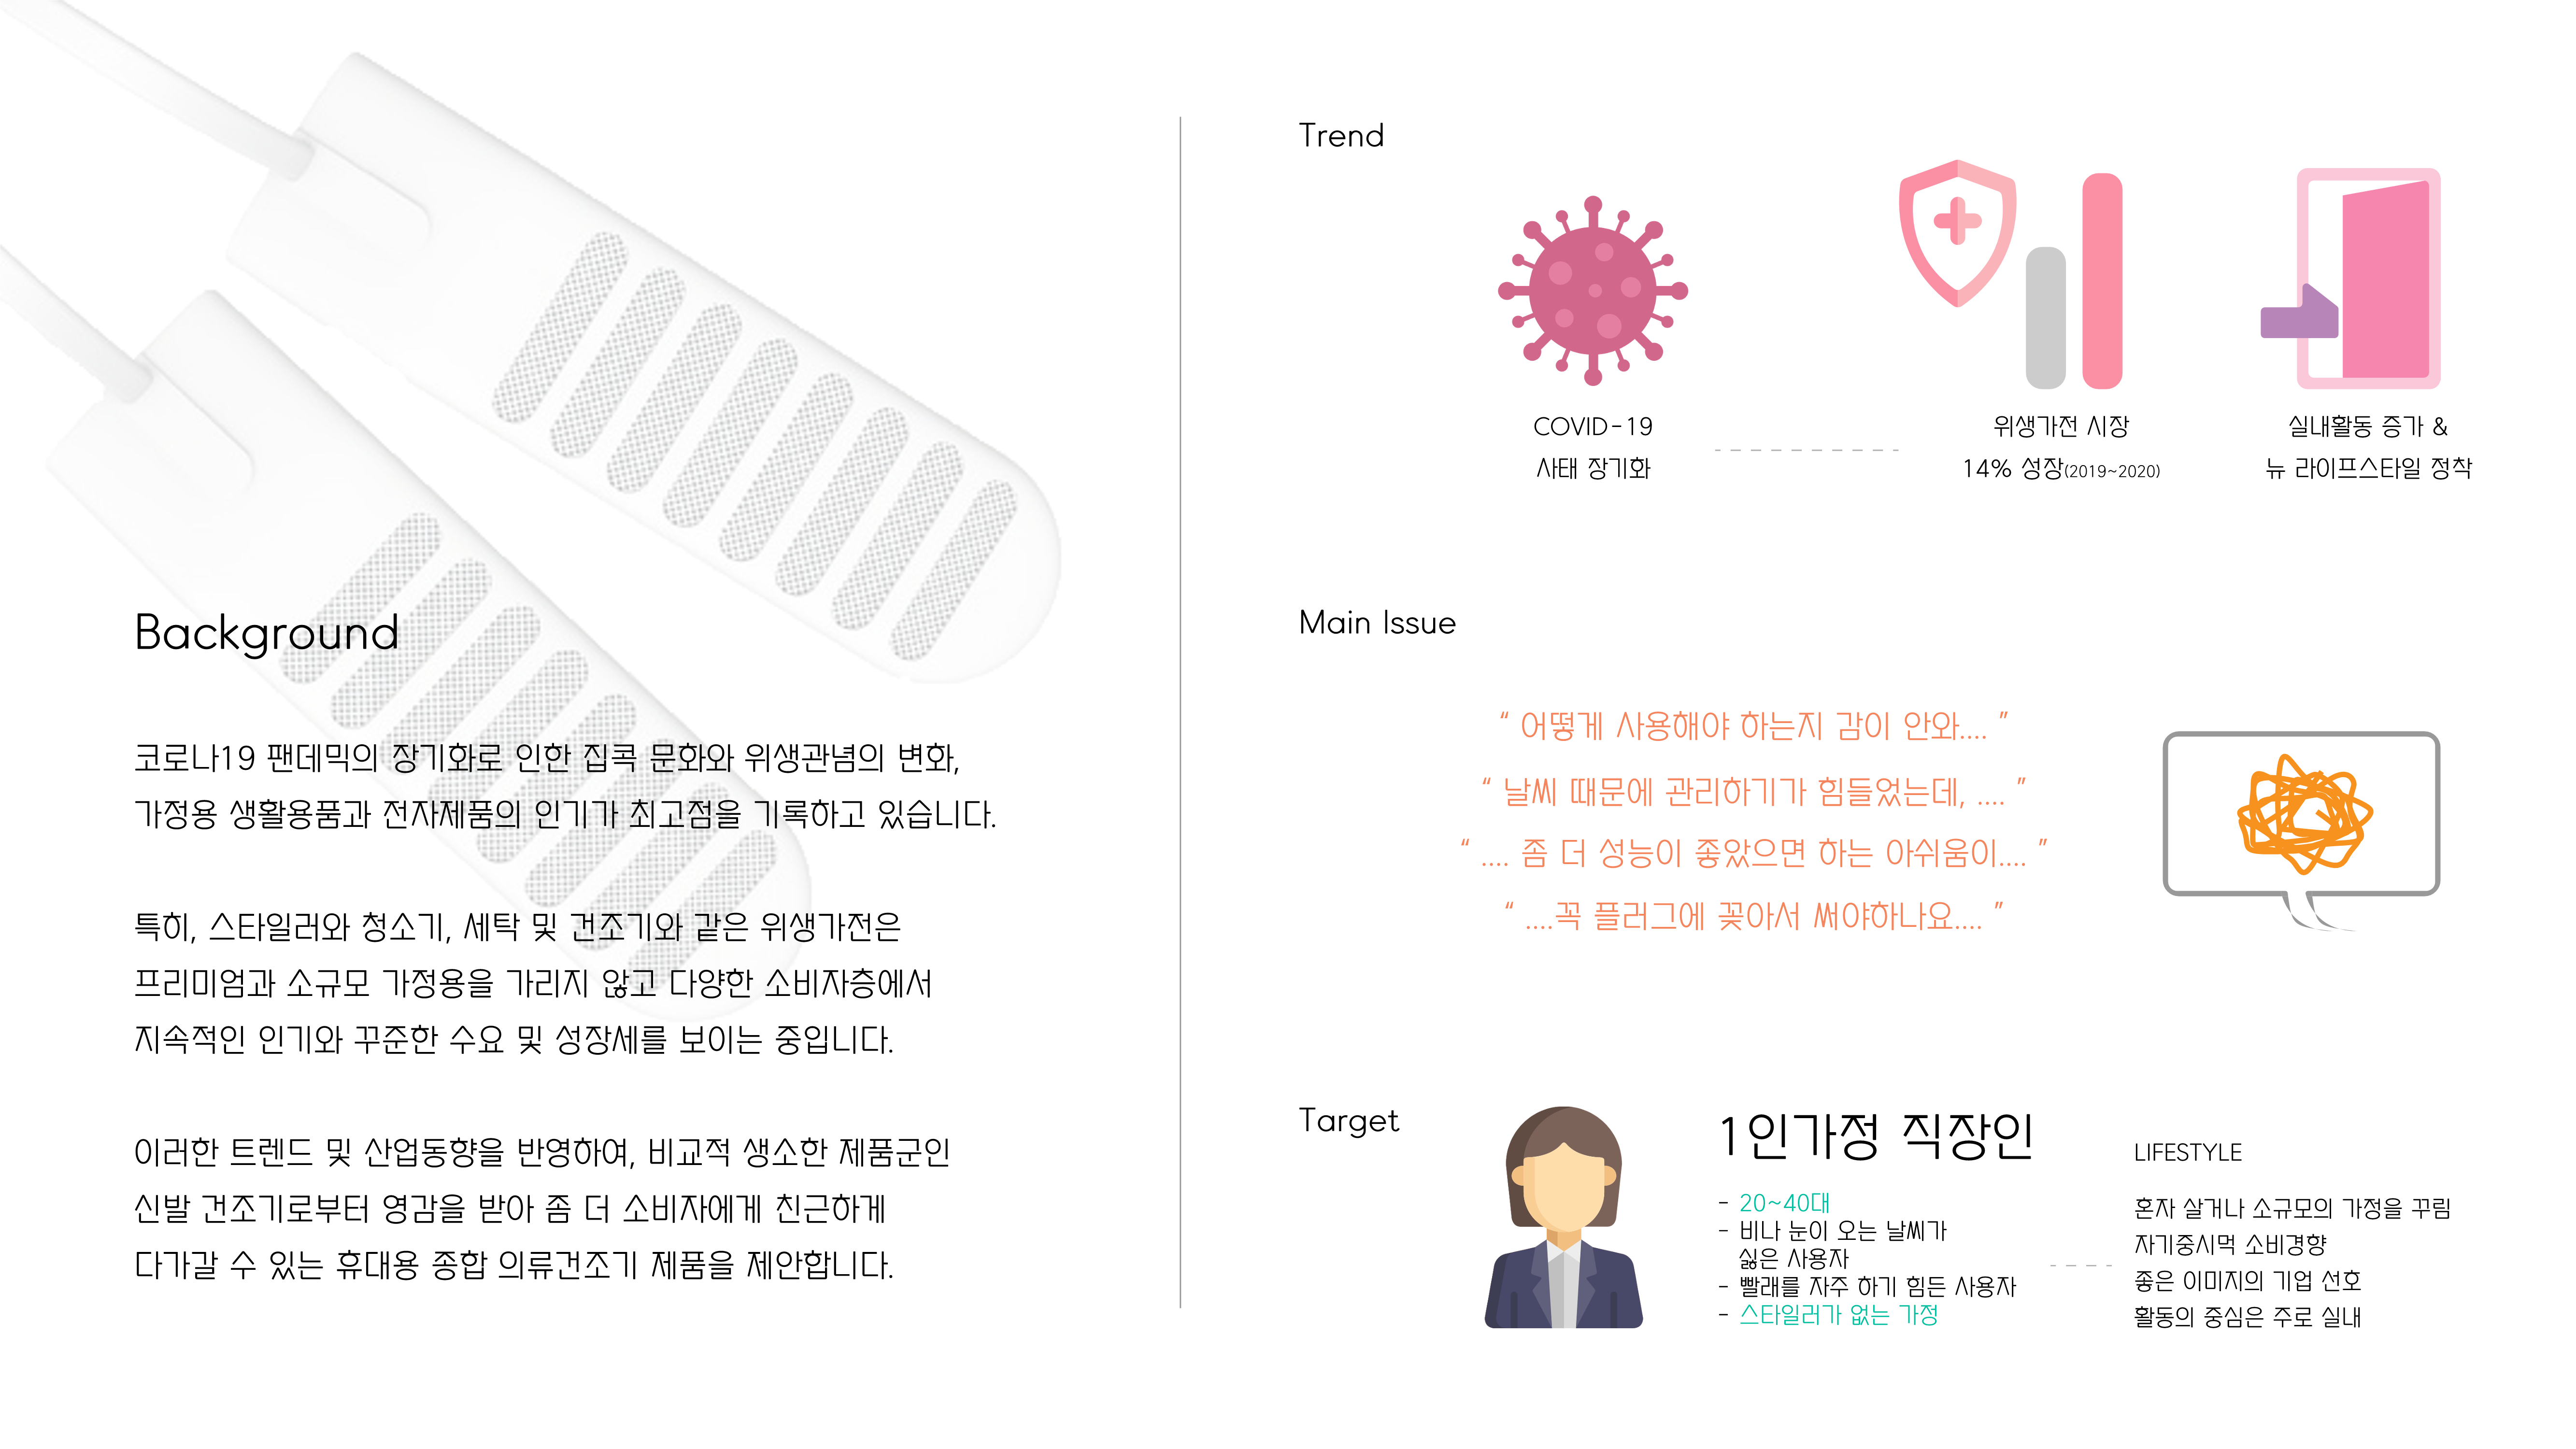 Background
코로나19 팬데믹의 장기화로 인한 집콕 문화와 위생관념의 변화,
가정용 생활용품과 전자제품의 인기가 최고점을 기록하고 있습니다.
특히, 스타일러와 청소기, 세탁 및 건조기와 같은 위생가전은
프리미엄과 소규모 가정용을 가리지 않고 다양한 소비자층에서
지속적인 인기와 꾸준한 수요 및 성장세를 보이는 중입니다.
이러한 트렌드 및 산업동향을 반영하여, 비교적 생소한 제품군인
신발 건조기로부터 영감을 받아 좀 더 소비자에게 친근하게
다가갈 수 있는 휴대용 종합 의류건조기 제품을 제안합니다.
Trend
COVID-19
사태 장기화
위생가전 시장
14% 성장(2019~2020)
실내활동 증가 &
뉴 라이프스타일 정착
Main Issue
“ 어떻게 사용해야 하는지 감이 안와.... ”
“ 날씨 때문에 관리하기가 힘들었는데, .... ”
“ .... 좀 더 성능이 좋았으면 하는 아쉬움이.... ”
“ ....꼭 플러그에 꽂아서 써야하나요.... ”
Target
1인가정 직장인
- 20~40대
- 비나 눈이 오는 날씨가
싫은 사용자
- 빨래를 자주 하기 힘든 사용자
- 스타일러가 없는 가정
LIFESTYLE
혼자 살거나 소규모의 가정을 꾸림
자기중시먹 소비경향
좋은 이미지의 기업 선호
활동의 중심은 주로 실내